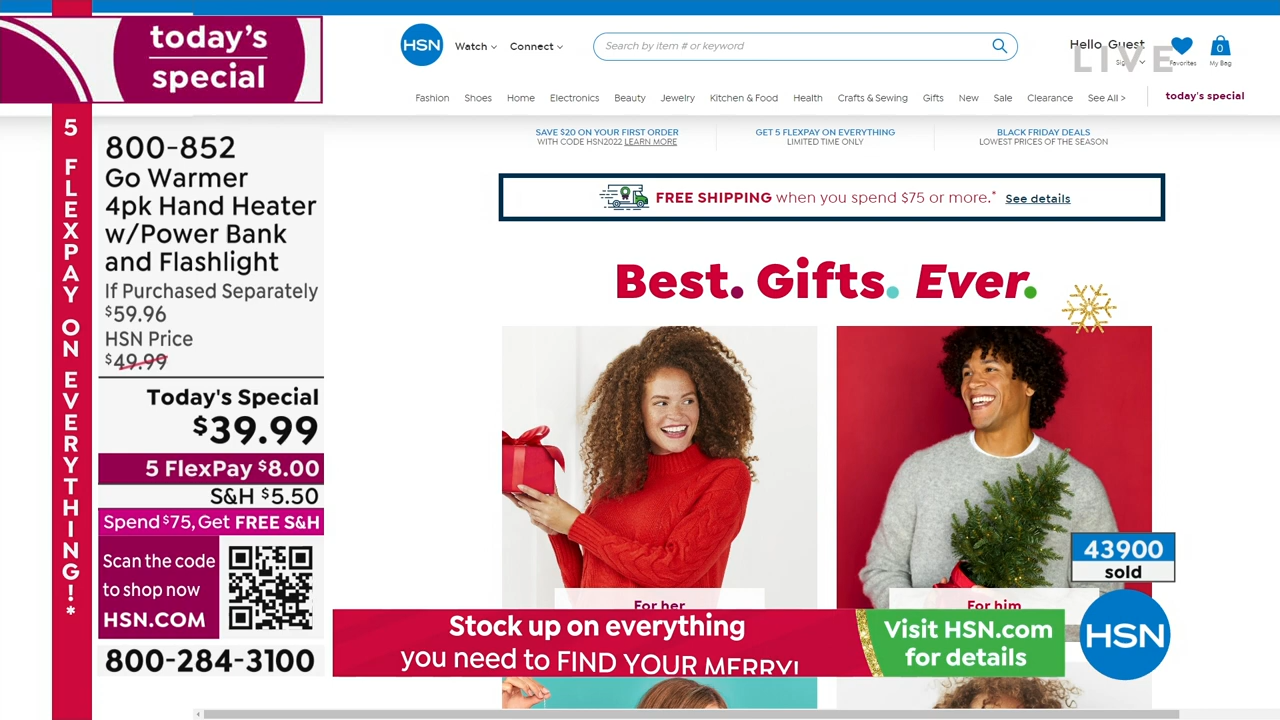 today's
special
5 FLEXPAY ON EVERYTHING!*
800-852
Go Warmer
4pk Hand Heater
w/Power Bank
and Flashlight
If Purchased Separately
$59.96
HSN Price
$49.99
Today's Special
$39.99
5 FlexPay $8.00
S&H $5.50
Spend $75, Get FREE S&H
Scan the code
to shop now
HSN.COM
800-284-3100
HSN
Watch
Connect
Search by item # or keyword
Hello, Guest
LIVE
Favorites
0
My Bag
Fashion Shoes Home Electronics Beauty Jewelry Kitchen & Food Health Crafts & Sewing Gifts New Sale Clearance See All > today's special
SAVE $20 ON YOUR FIRST ORDER
WITH CODE HSN2022 LEARN MORE
GET 5 FLEXPAY ON EVERYTHING
LIMITED TIME ONLY
BLACK FRIDAY DEALS
LOWEST PRICES OF THE SEASON
FREE SHIPPING when you spend $75 or more.* See details
Best. Gifts. Ever.
For her
For him
43900
sold
Stock up on everything
you need to FIND YOUR MERRY!
Visit HSN.com
for details
HSN